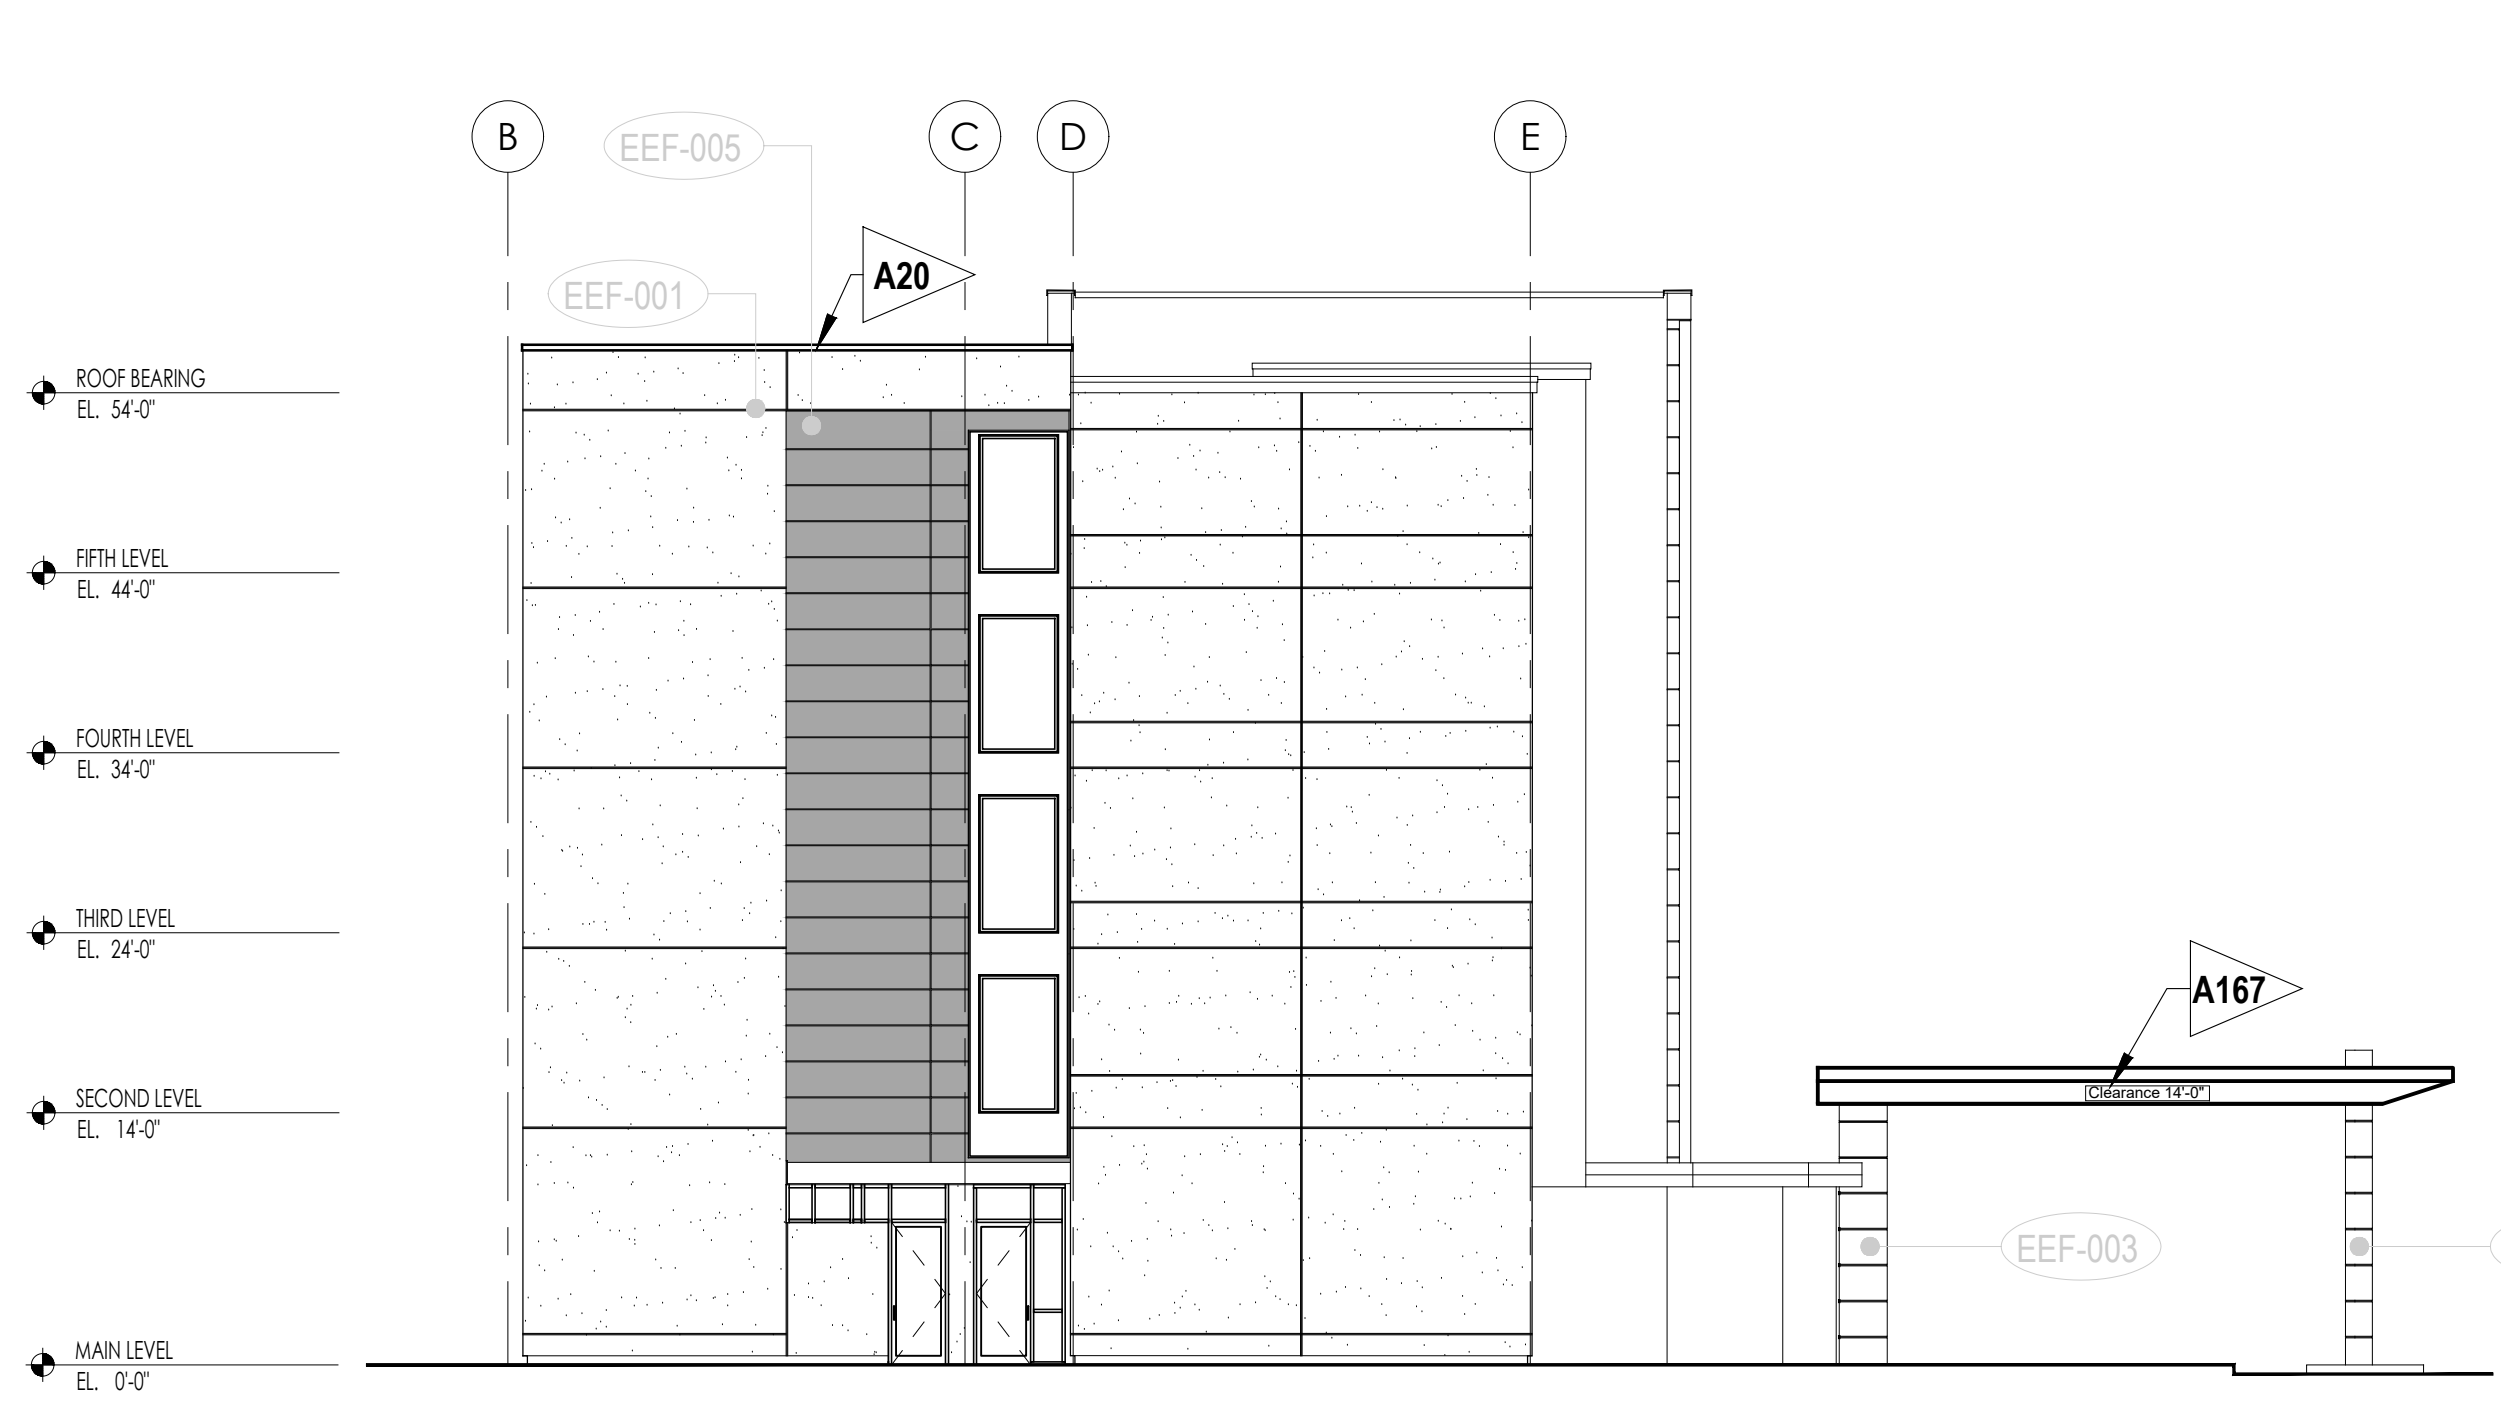 B
EEF-005
C
D
E
A20
EEF-001
ROOF BEARING
EL. 54'-0"
FIFTH LEVEL
EL. 44'-0"
FOURTH LEVEL
EL. 34'-0"
THIRD LEVEL
EL. 24'-0"
A167
SECOND LEVEL
EL. 14'-0"
Clearance 14'-0"
EEF-003
MAIN LEVEL
EL. 0'-0"